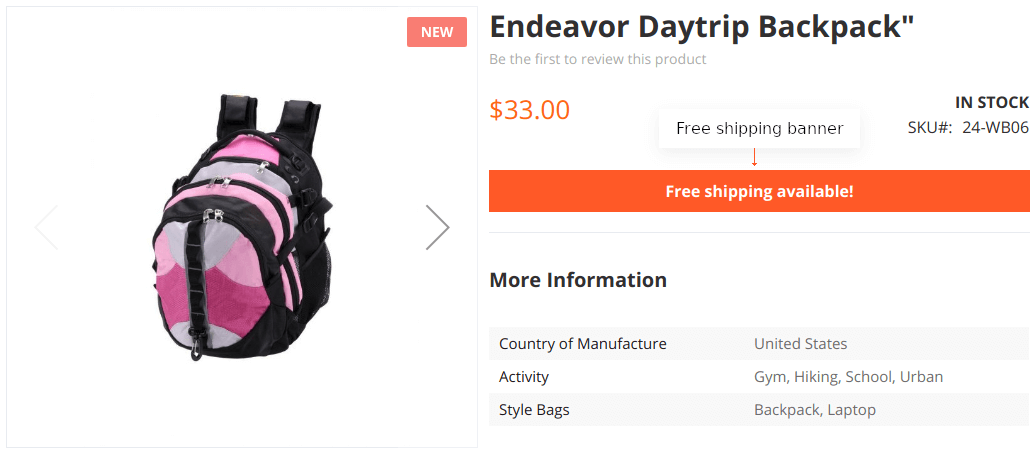 NEW
Endeavor Daytrip Backpack"
Be the first to review this product
$33.00
IN STOCK
SKU#: 24-WB06
Free shipping banner
Free shipping available!
More Information
Country of Manufacture United States
Activity Gym, Hiking, School, Urban
Style Bags Backpack, Laptop